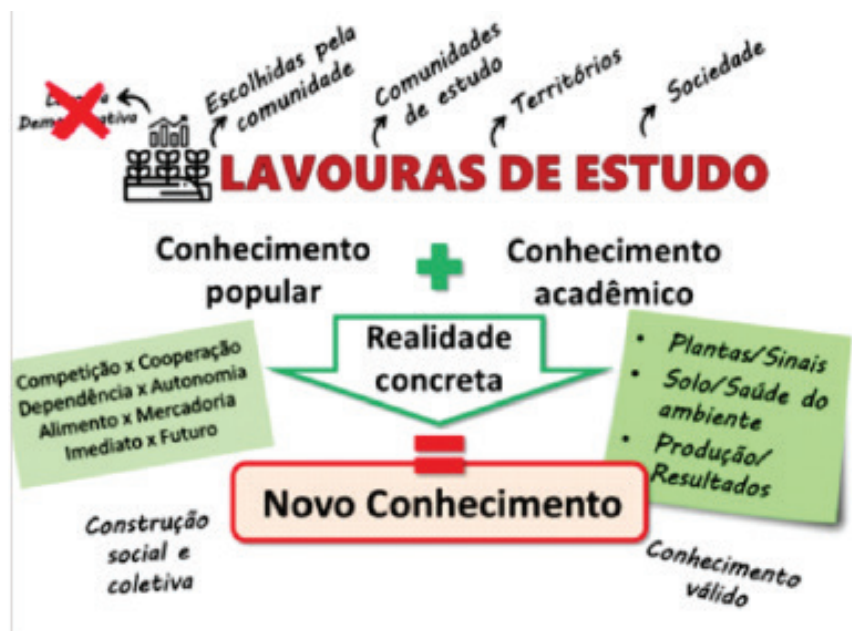 Escolhidas pela
comunidade
Comunidades
de estudo
Territórios
Sociedade
LAVOURAS DE ESTUDO
Conhecimento
popular
+
Conhecimento
acadêmico
Realidade
concreta
Competição x Cooperação
Dependência x Autonomia
Alimento x Mercadoria
Imediato x Futuro
• Plantas/Sinais
• Solo/Saúde do
ambiente
• Produção/
Resultados
=
Novo Conhecimento
Construção
social e
coletiva
Conhecimento
válido